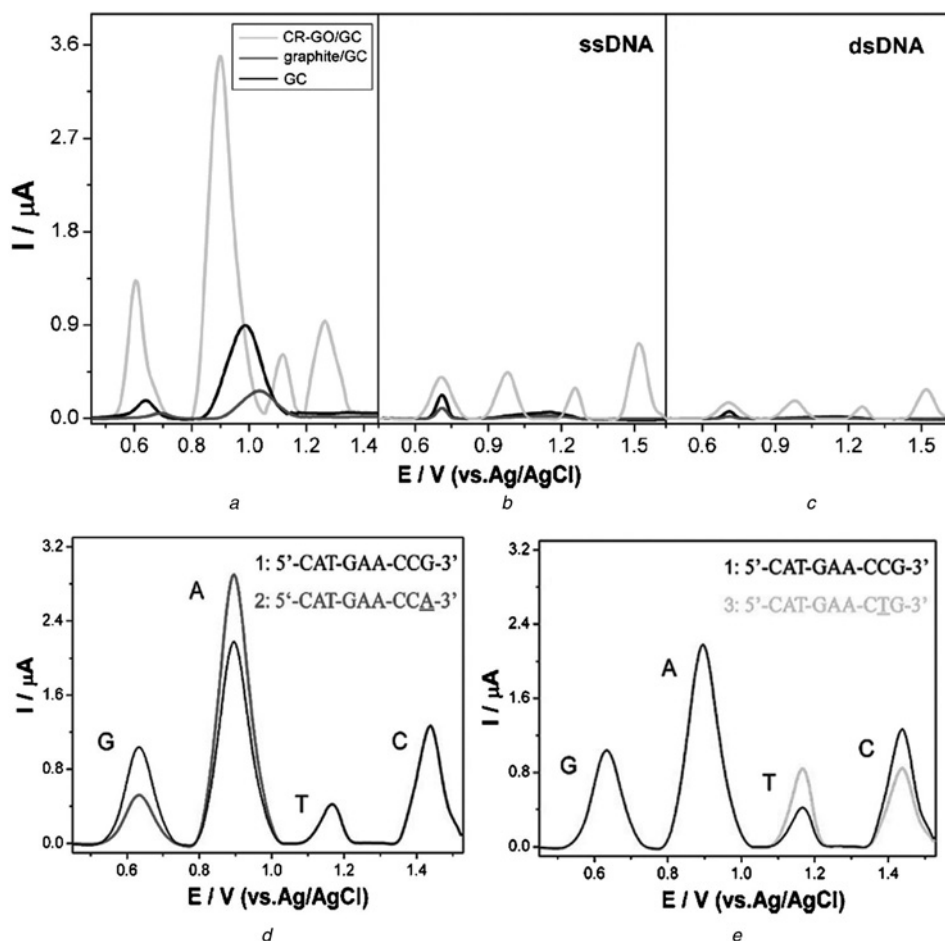 CR-GO/GC
graphite/GC
GC
ssDNA
dsDNA
I / μA
3.6
2.7
1.8
0.9
0.0
0.6 0.8 1.0 1.2 1.4
0.6 0.9 1.2 1.5
0.6 0.9 1.2 1.5
E / V (vs.Ag/AgCl)
a
b
c
I / μA
3.2
2.4
1.6
0.8
0.0
1: 5'-CAT-GAA-CCG-3'
2: 5'-CAT-GAA-CCA-3'
G
A
T
C
0.6 0.8 1.0 1.2 1.4
E / V (vs.Ag/AgCl)
d
I / μA
3.2
2.4
1.6
0.8
0.0
1: 5'-CAT-GAA-CCG-3'
3: 5'-CAT-GAA-CTG-3'
G
A
T
C
0.6 0.8 1.0 1.2 1.4
E / V (vs.Ag/AgCl)
e